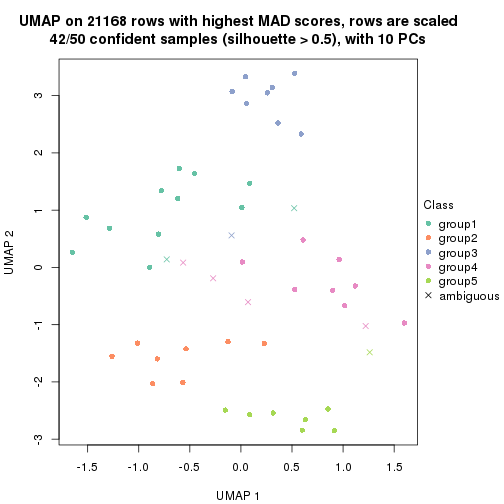 UMAP on 21168 rows with highest MAD scores, rows are scaled
42/50 confident samples (silhouette > 0.5), with 10 PCs
3
2
1
0
-1
-2
-3
UMAP 2
-1.5 -1.0 -0.5 0.0 0.5 1.0 1.5
UMAP 1
Class
group1
group2
group3
group4
group5
ambiguous